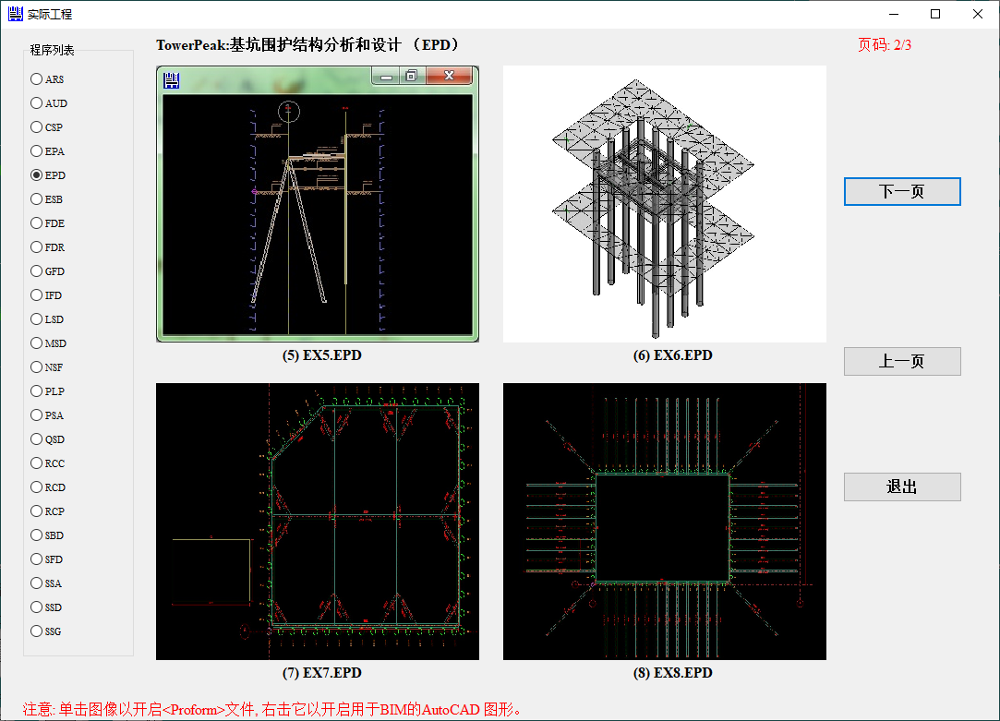 实际工程
程序列表
ARS
AUD
CSP
EPA
EPD
ESB
FDE
FDR
GFD
IFD
LSD
MSD
NSF
PLP
PSA
QSD
RCC
RCD
RCP
SBD
SFD
SSA
SSD
SSG
TowerPeak:基坑围护结构分析和设计 （EPD）
页码: 2/3
(5) EX5.EPD
(6) EX6.EPD
(7) EX7.EPD
(8) EX8.EPD
下一页
上一页
退出
注意: 单击图像以开启<Proform>文件, 右击它以开启用于BIM的AutoCAD 图形。